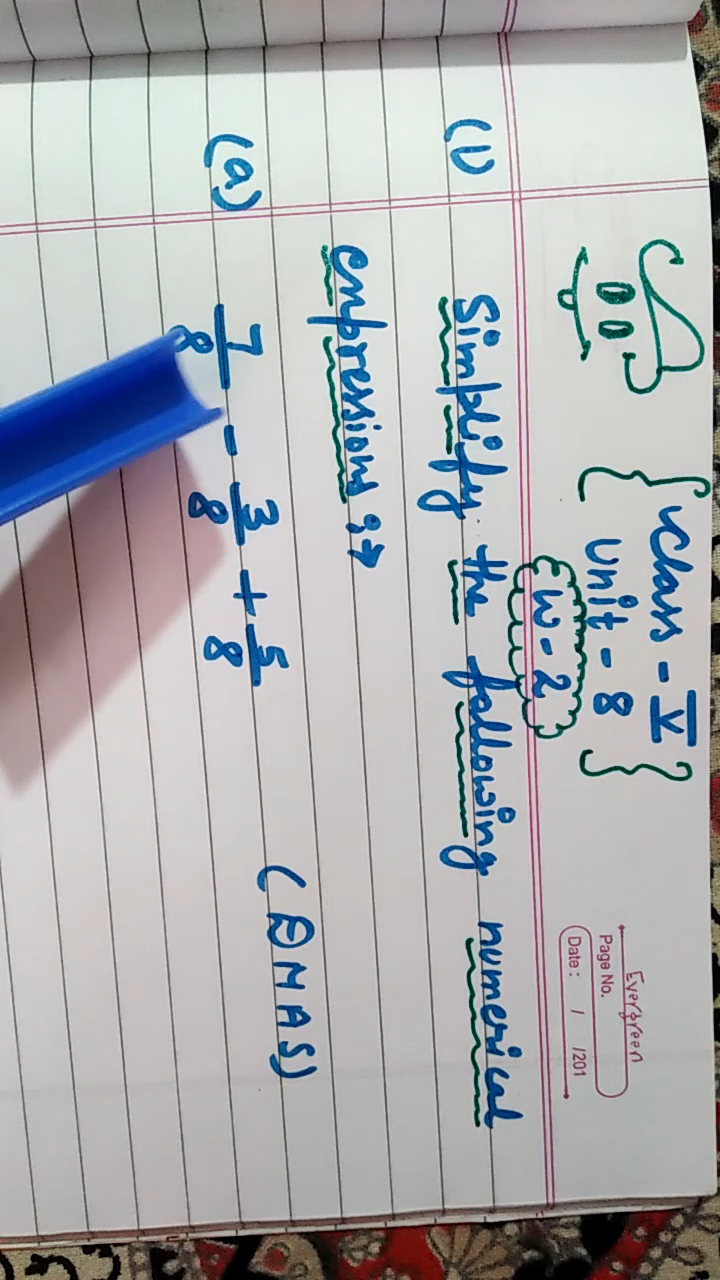 Evergreen
Page No.
Date: / /201
{ Class - V
Unit - 8 }
W - 2
(1) Simplify the following numerical
expressions :→
(a) 7/8 - 3/8 + 5/8 (DMAS)